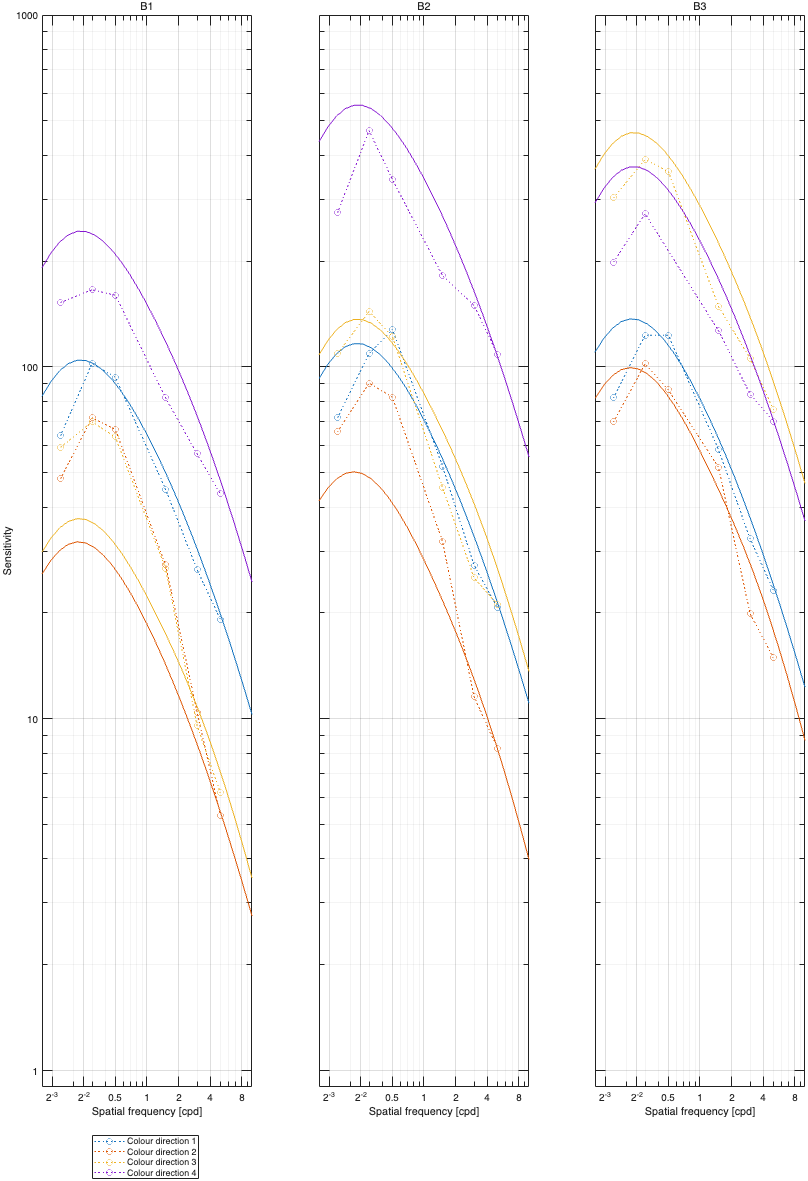 B1 B2 B3
1000
100
10
1
Sensitivity
2-3 2-2 0.5 1 2 4 8
2-3 2-2 0.5 1 2 4 8
2-3 2-2 0.5 1 2 4 8
Spatial frequency [cpd] Spatial frequency [cpd] Spatial frequency [cpd]
Colour direction 1
Colour direction 2
Colour direction 3
Colour direction 4